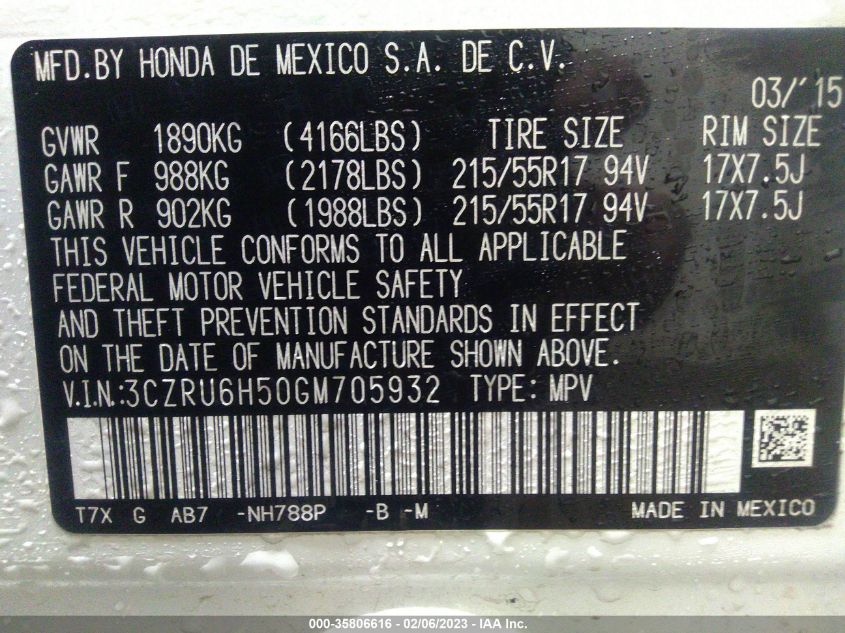 MFD.BY HONDA DE MEXICO S.A. DE C.V.
03/'15
GVWR 1890KG (4166LBS) TIRE SIZE RIM SIZE
GAWR F 988KG (2178LBS) 215/55R17 94V 17X7.5J
GAWR R 902KG (1988LBS) 215/55R17 94V 17X7.5J
THIS VEHICLE CONFORMS TO ALL APPLICABLE
FEDERAL MOTOR VEHICLE SAFETY
AND THEFT PREVENTION STANDARDS IN EFFECT
ON THE DATE OF MANUFACTURE SHOWN ABOVE.
V.I.N.:3CZRU6H50GM705932 TYPE: MPV
T7X G AB7 -NH788P -B -M MADE IN MEXICO
000-35806616 - 02/06/2023 - IAA Inc.